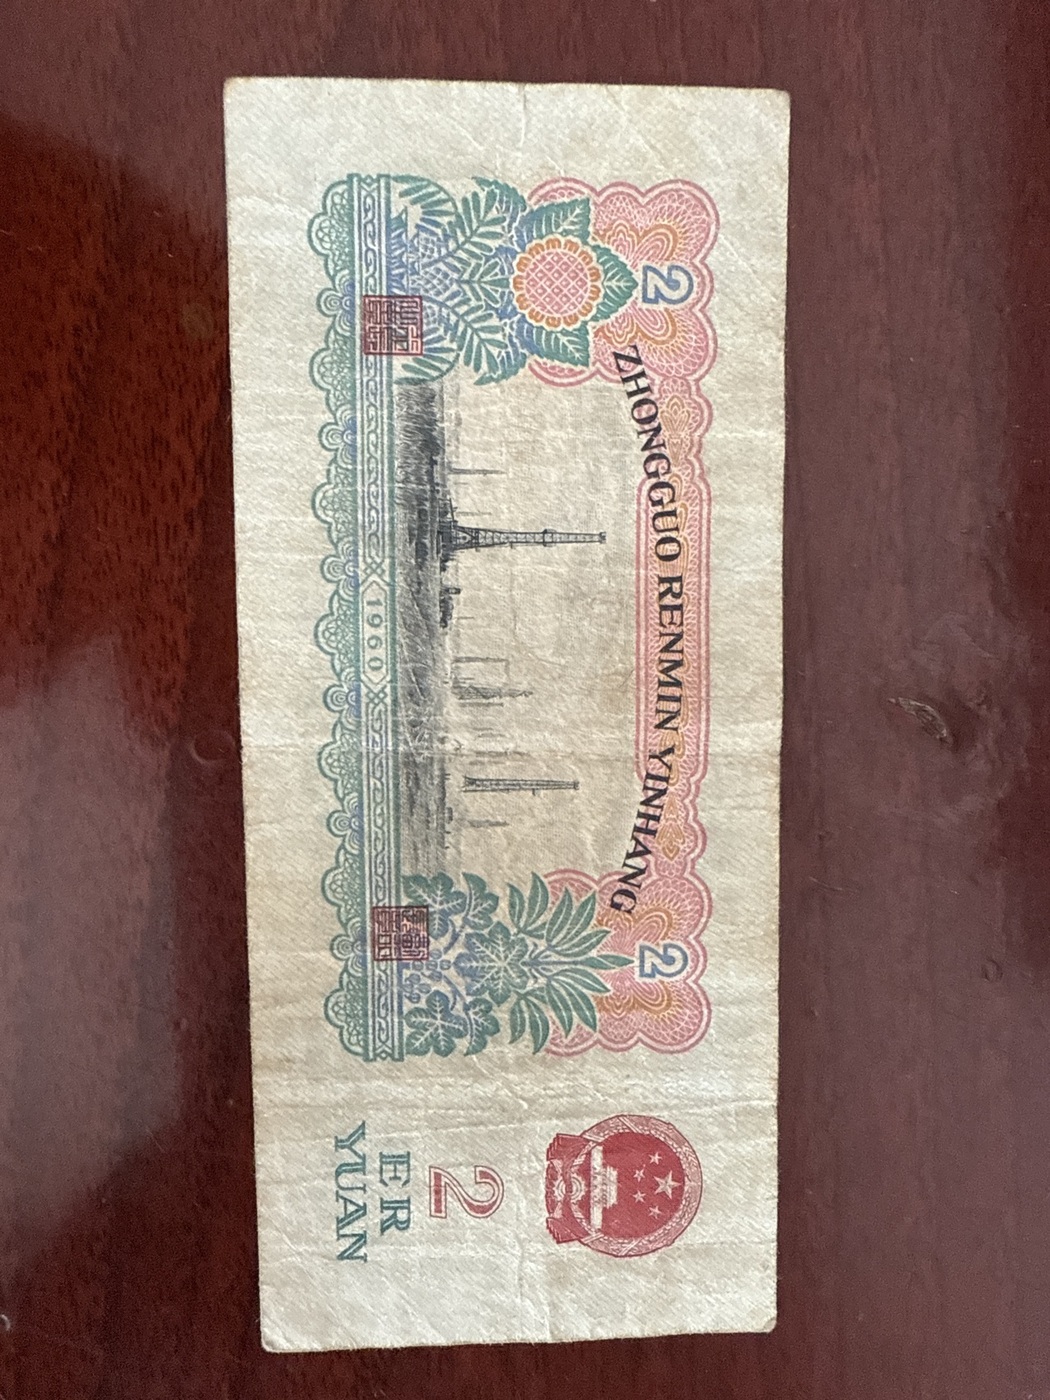 2
2
ZHONGGUO RENMIN YINHANG
1960
2
ER
YUAN